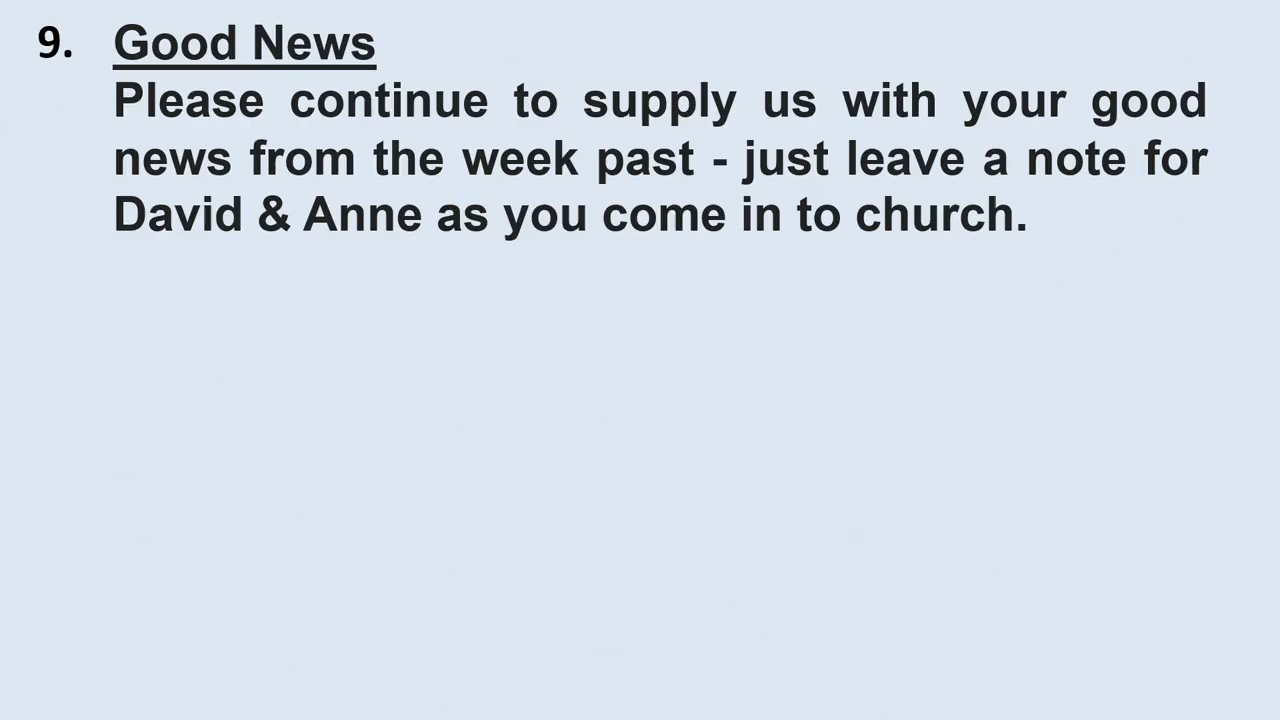 9. Good News
Please continue to supply us with your good
news from the week past - just leave a note for
David & Anne as you come in to church.